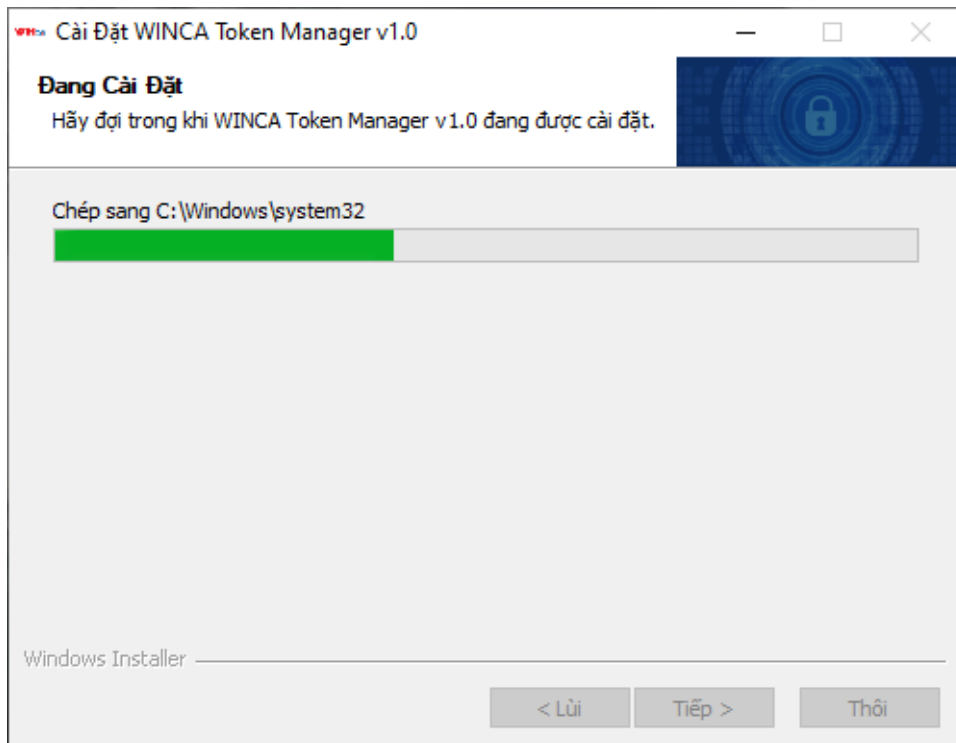 Cài Đặt WINCA Token Manager v1.0
Đang Cài Đặt
Hãy đợi trong khi WINCA Token Manager v1.0 đang được cài đặt.
Chép sang C:\Windows\system32
Windows Installer
< Lùi Tiếp > Thôi